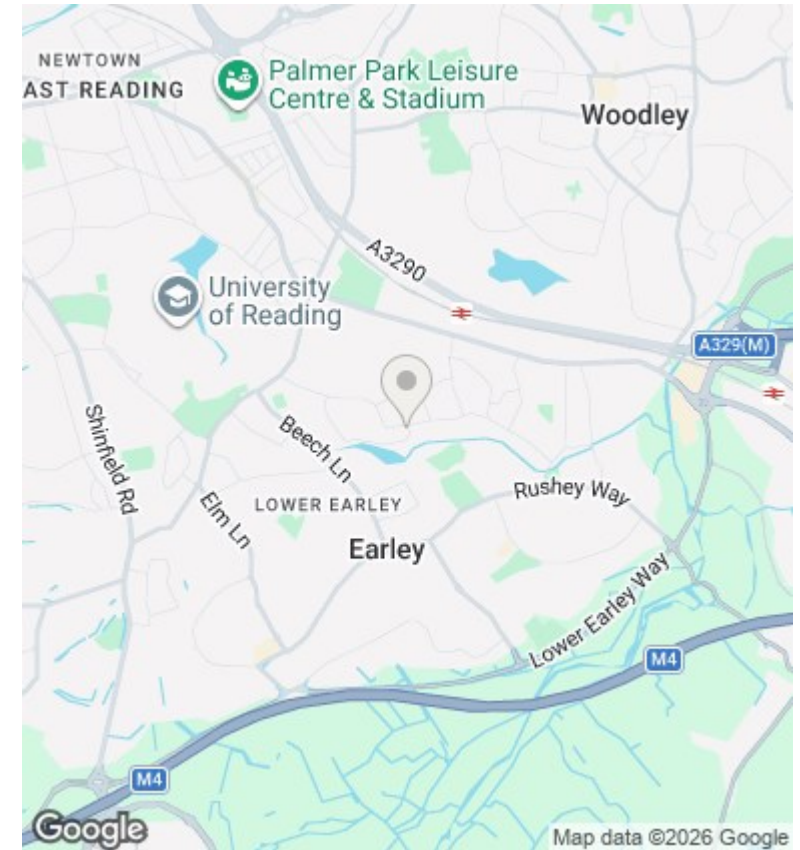 NEWTOWN
AST READING
Palmer Park Leisure
Centre & Stadium
Woodley
A3290
University
of Reading
A329(M)
Shinfield Rd
Beech Ln
Elm Ln
LOWER EARLEY
Rushey Way
Earley
Lower Earley Way
M4
M4
Google
Map data ©2026 Google